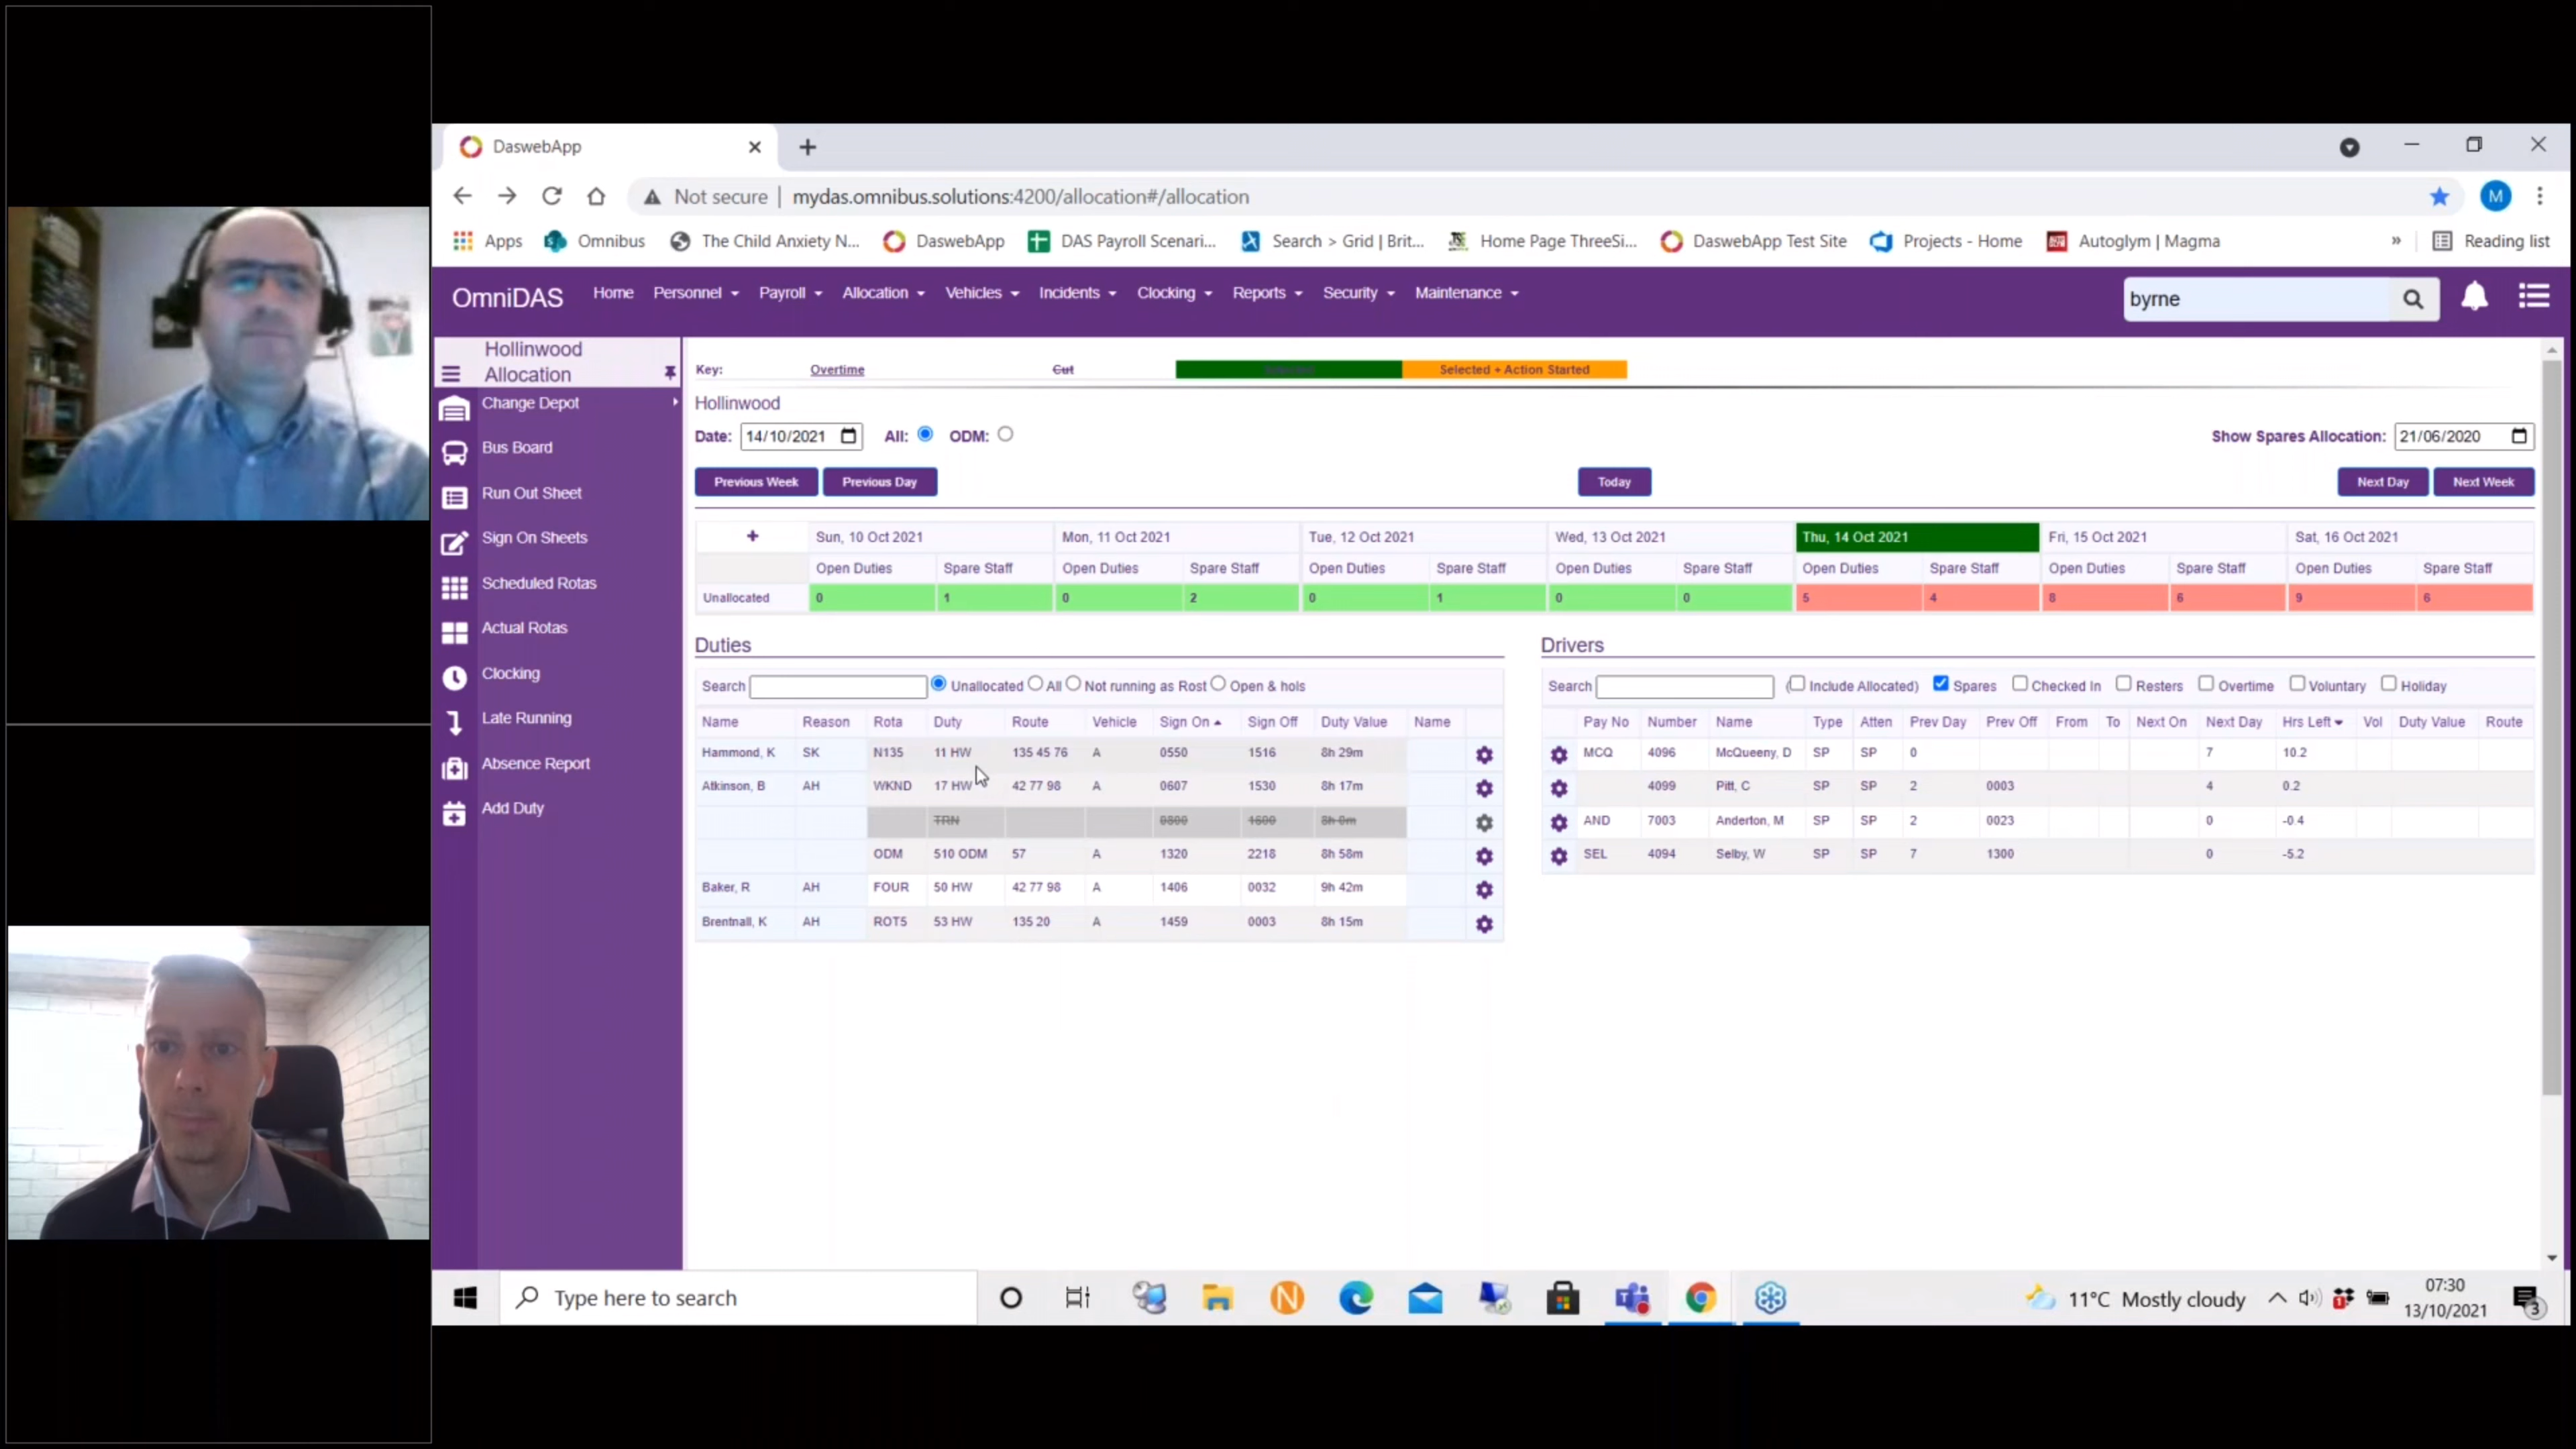 DaswebApp
Not secure | mydas.omnibus.solutions:4200/allocation#/allocation
M
Apps Omnibus The Child Anxiety N... DaswebApp DAS Payroll Scenari... Search > Grid | Brit... Home Page ThreeSi... DaswebApp Test Site Projects - Home Autoglym | Magma » Reading list
OmniDAS Home Personnel Payroll Allocation Vehicles Incidents Clocking Reports Security Maintenance byrne
Hollinwood
Allocation
Change Depot
Bus Board
Run Out Sheet
Sign On Sheets
Scheduled Rotas
Actual Rotas
Clocking
Late Running
Absence Report
Add Duty
Key: Overtime Cut Selected + Action Started
Hollinwood
Date: 14/10/2021 All: ODM: Show Spares Allocation: 21/06/2020
Previous Week Previous Day Today Next Day Next Week
+ Sun, 10 Oct 2021 Mon, 11 Oct 2021 Tue, 12 Oct 2021 Wed, 13 Oct 2021 Thu, 14 Oct 2021 Fri, 15 Oct 2021 Sat, 16 Oct 2021
Open Duties Spare Staff Open Duties Spare Staff Open Duties Spare Staff Open Duties Spare Staff Open Duties Spare Staff Open Duties Spare Staff Open Duties Spare Staff
Unallocated 0 1 0 2 0 1 0 0 5 4 8 6 9 6
Duties
Search Unallocated All Not running as Rost Open & hols
Name Reason Rota Duty Route Vehicle Sign On Sign Off Duty Value Name
Hammond, K SK N135 11 HW 135 45 76 A 0550 1516 8h 29m
Atkinson, B AH WKND 17 HW 42 77 98 A 0607 1530 8h 17m
TRN 0800 1600 8h 0m
ODM 510 ODM 57 A 1320 2218 8h 58m
Baker, R AH FOUR 50 HW 42 77 98 A 1406 0032 9h 42m
Brentnall, K AH ROT5 53 HW 135 20 A 1459 0003 8h 15m
Drivers
Search (Include Allocated) Spares Checked In Resters Overtime Voluntary Holiday
Pay No Number Name Type Atten Prev Day Prev Off From To Next On Next Day Hrs Left Vol Duty Value Route
MCQ 4096 McQueeny, D SP SP 0 7 10.2
4099 Pitt, C SP SP 2 0003 4 0.2
AND 7003 Anderton, M SP SP 2 0023 0 -0.4
SEL 4094 Selby, W SP SP 7 1300 0 -5.2
Type here to search
11°C Mostly cloudy
07:30
13/10/2021
3